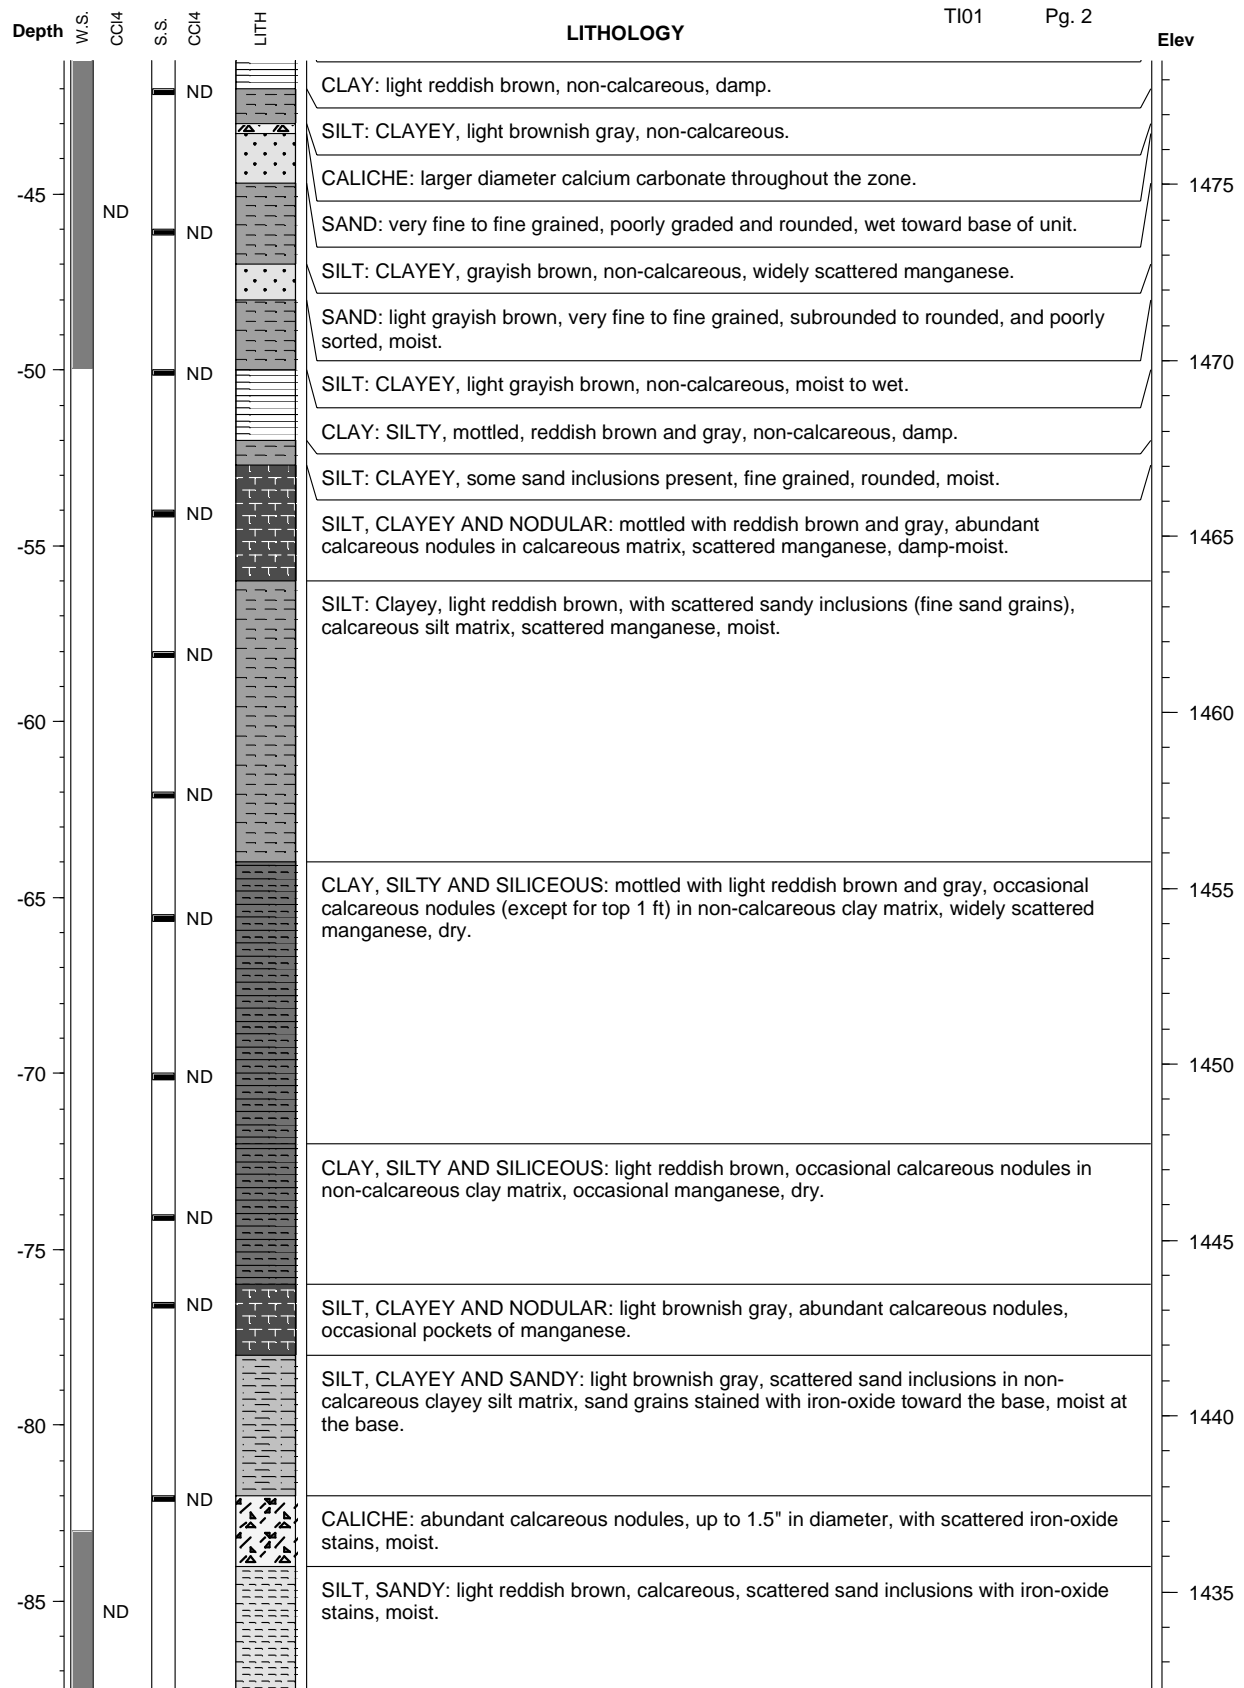 TI01 Pg. 2
Depth W.S. CCl4 S.S. CCl4 LITH LITHOLOGY Elev
CLAY: light reddish brown, non-calcareous, damp.
ND
SILT: CLAYEY, light brownish gray, non-calcareous.
CALICHE: larger diameter calcium carbonate throughout the zone.
-45 1475
ND
SAND: very fine to fine grained, poorly graded and rounded, wet toward base of unit.
ND
SILT: CLAYEY, grayish brown, non-calcareous, widely scattered manganese.
SAND: light grayish brown, very fine to fine grained, subrounded to rounded, and poorly
sorted, moist.
-50 ND 1470
SILT: CLAYEY, light grayish brown, non-calcareous, moist to wet.
CLAY: SILTY, mottled, reddish brown and gray, non-calcareous, damp.
SILT: CLAYEY, some sand inclusions present, fine grained, rounded, moist.
ND
SILT, CLAYEY AND NODULAR: mottled with reddish brown and gray, abundant
calcareous nodules in calcareous matrix, scattered manganese, damp-moist.
-55 1465
SILT: Clayey, light reddish brown, with scattered sandy inclusions (fine sand grains),
calcareous silt matrix, scattered manganese, moist.
ND
-60 1460
ND
CLAY, SILTY AND SILICEOUS: mottled with light reddish brown and gray, occasional
calcareous nodules (except for top 1 ft) in non-calcareous clay matrix, widely scattered
manganese, dry.
-65 1455
ND
-70 ND 1450
CLAY, SILTY AND SILICEOUS: light reddish brown, occasional calcareous nodules in
non-calcareous clay matrix, occasional manganese, dry.
ND
-75 1445
ND
SILT, CLAYEY AND NODULAR: light brownish gray, abundant calcareous nodules,
occasional pockets of manganese.
SILT, CLAYEY AND SANDY: light brownish gray, scattered sand inclusions in non-
calcareous clayey silt matrix, sand grains stained with iron-oxide toward the base, moist at
the base.
-80 1440
ND
CALICHE: abundant calcareous nodules, up to 1.5" in diameter, with scattered iron-oxide
stains, moist.
SILT, SANDY: light reddish brown, calcareous, scattered sand inclusions with iron-oxide
stains, moist.
-85 ND 1435